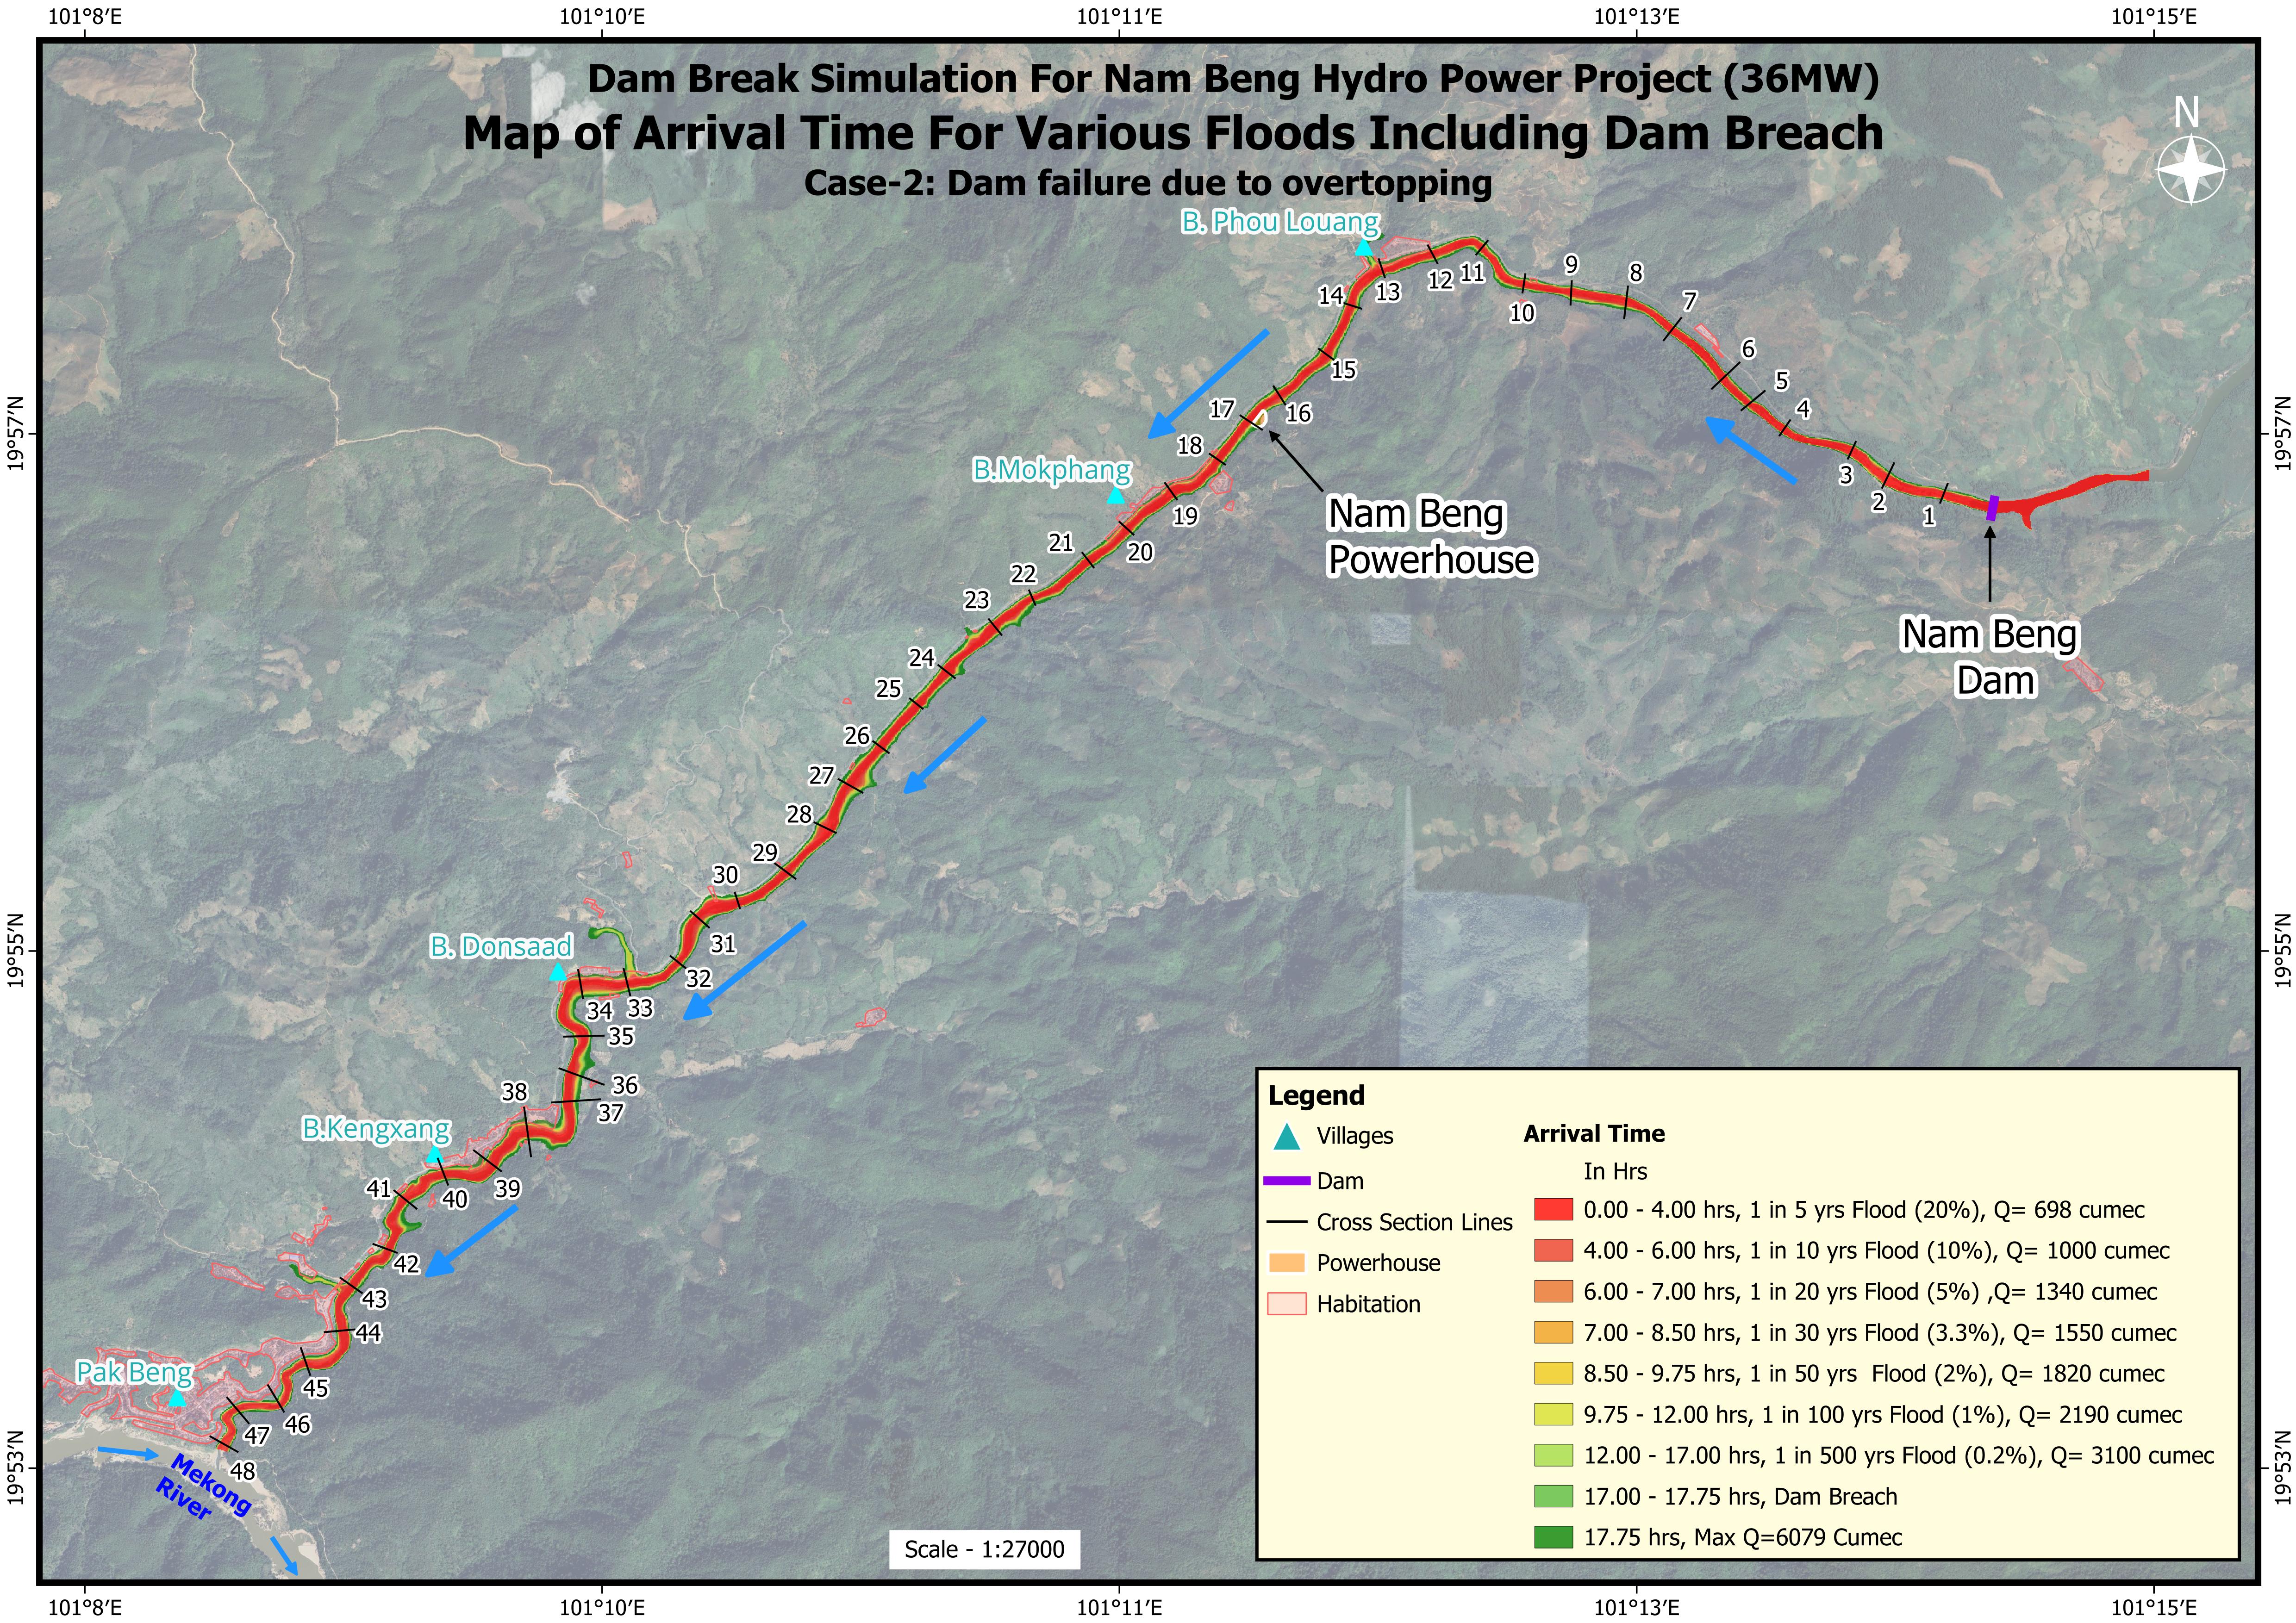 101°8′E
101°10′E
101°11′E
101°13′E
101°15′E
Dam Break Simulation For Nam Beng Hydro Power Project (36MW)
Map of Arrival Time For Various Floods Including Dam Breach
Case-2: Dam failure due to overtopping
N
B. Phou Louang
12
11
9
8
7
10
13
14
6
15
5
16
17
4
19°57′N
19°57′N
18
B.Mokphang
3
2
19
1
Nam Beng
Powerhouse
20
21
22
23
Nam Beng
Dam
24
25
26
27
28
29
30
31
B. Donsaad
19°55′N
19°55′N
32
33
34
35
36
37
38
B.Kengxang
39
40
41
42
43
44
Pak Beng
45
46
47
48
Mekong
River
19°53′N
19°53′N
Scale - 1:27000
Legend
Villages
Dam
Cross Section Lines
Powerhouse
Habitation
Arrival Time
In Hrs
0.00 - 4.00 hrs, 1 in 5 yrs Flood (20%), Q= 698 cumec
4.00 - 6.00 hrs, 1 in 10 yrs Flood (10%), Q= 1000 cumec
6.00 - 7.00 hrs, 1 in 20 yrs Flood (5%) ,Q= 1340 cumec
7.00 - 8.50 hrs, 1 in 30 yrs Flood (3.3%), Q= 1550 cumec
8.50 - 9.75 hrs, 1 in 50 yrs  Flood (2%), Q= 1820 cumec
9.75 - 12.00 hrs, 1 in 100 yrs Flood (1%), Q= 2190 cumec
12.00 - 17.00 hrs, 1 in 500 yrs Flood (0.2%), Q= 3100 cumec
17.00 - 17.75 hrs, Dam Breach
17.75 hrs, Max Q=6079 Cumec
101°8′E
101°10′E
101°11′E
101°13′E
101°15′E